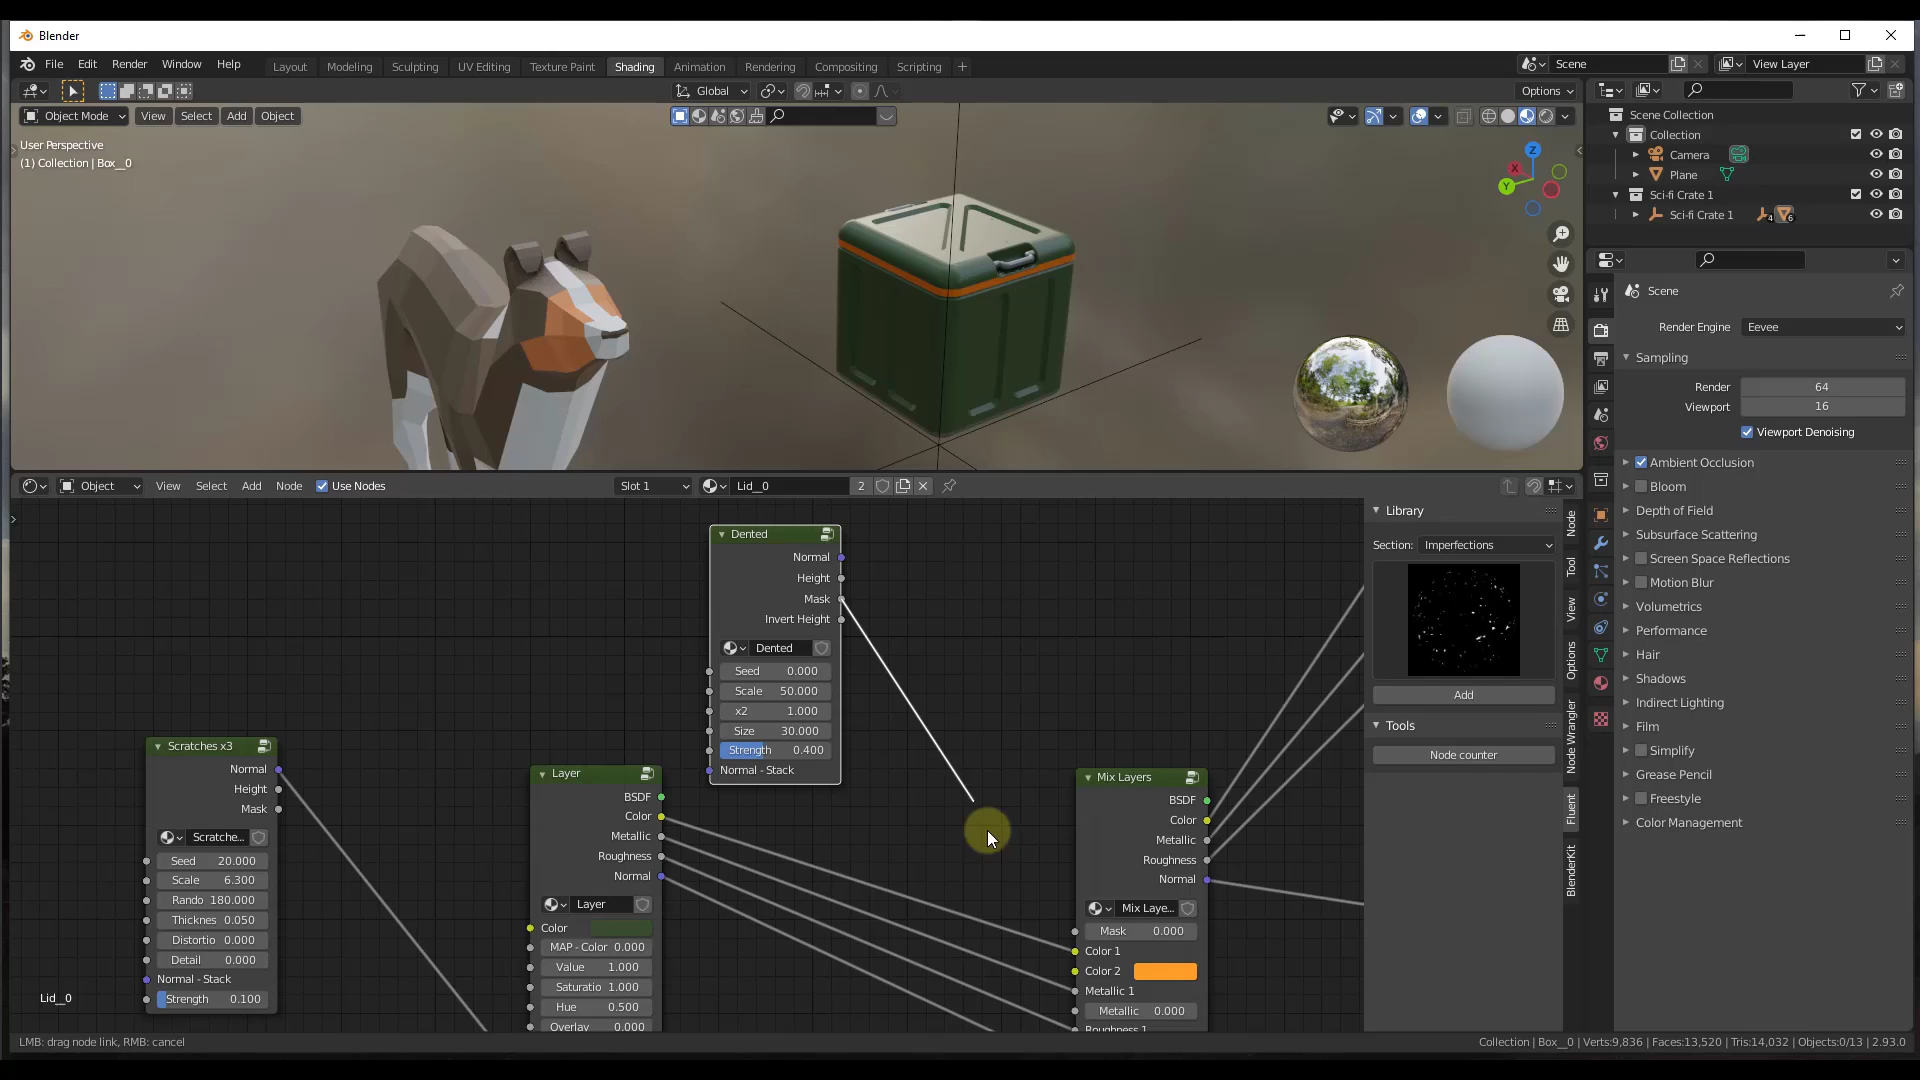 Blender
File Edit Render Window Help
Layout Modeling Sculpting UV Editing Texture Paint Shading Animation Rendering Compositing Scripting +
Scene
View Layer
Global
Options
Object Mode View Select Add Object
User Perspective
(1) Collection | Box__0
Z
X
Y
Scene Collection
Collection
Camera
Plane
Sci-fi Crate 1
Sci-fi Crate 1
4
6
Scene
Render Engine Eevee
Sampling
Render 64
Viewport 16
Viewport Denoising
Ambient Occlusion
Bloom
Depth of Field
Subsurface Scattering
Screen Space Reflections
Motion Blur
Volumetrics
Performance
Hair
Shadows
Indirect Lighting
Film
Simplify
Grease Pencil
Freestyle
Color Management
Object View Select Add Node Use Nodes Slot 1 Lid__0 2
Dented
Normal
Height
Mask
Invert Height
Dented
Seed 0.000
Scale 50.000
x2 1.000
Size 30.000
Strength 0.400
Normal - Stack
Scratches x3
Normal
Height
Mask
Scratche...
Seed 20.000
Scale 6.300
Rando 180.000
Thicknes 0.050
Distortio 0.000
Detail 0.000
Normal - Stack
Strength 0.100
Lid__0
Layer
BSDF
Color
Metallic
Roughness
Normal
Layer
Color
MAP - Color 0.000
Value 1.000
Saturatio 1.000
Hue 0.500
Overlay 0.000
Mix Layers
BSDF
Color
Metallic
Roughness
Normal
Mix Laye...
Mask 0.000
Color 1
Color 2
Metallic 1
Metallic 0.000
Roughness 1
Library
Section: Imperfections
Add
Tools
Node counter
Node
Tool
View
Options
Node Wrangler
Fluent
BlenderKit
LMB: drag node link, RMB: cancel
Collection | Box__0 | Verts:9,836 | Faces:13,520 | Tris:14,032 | Objects:0/13 | 2.93.0